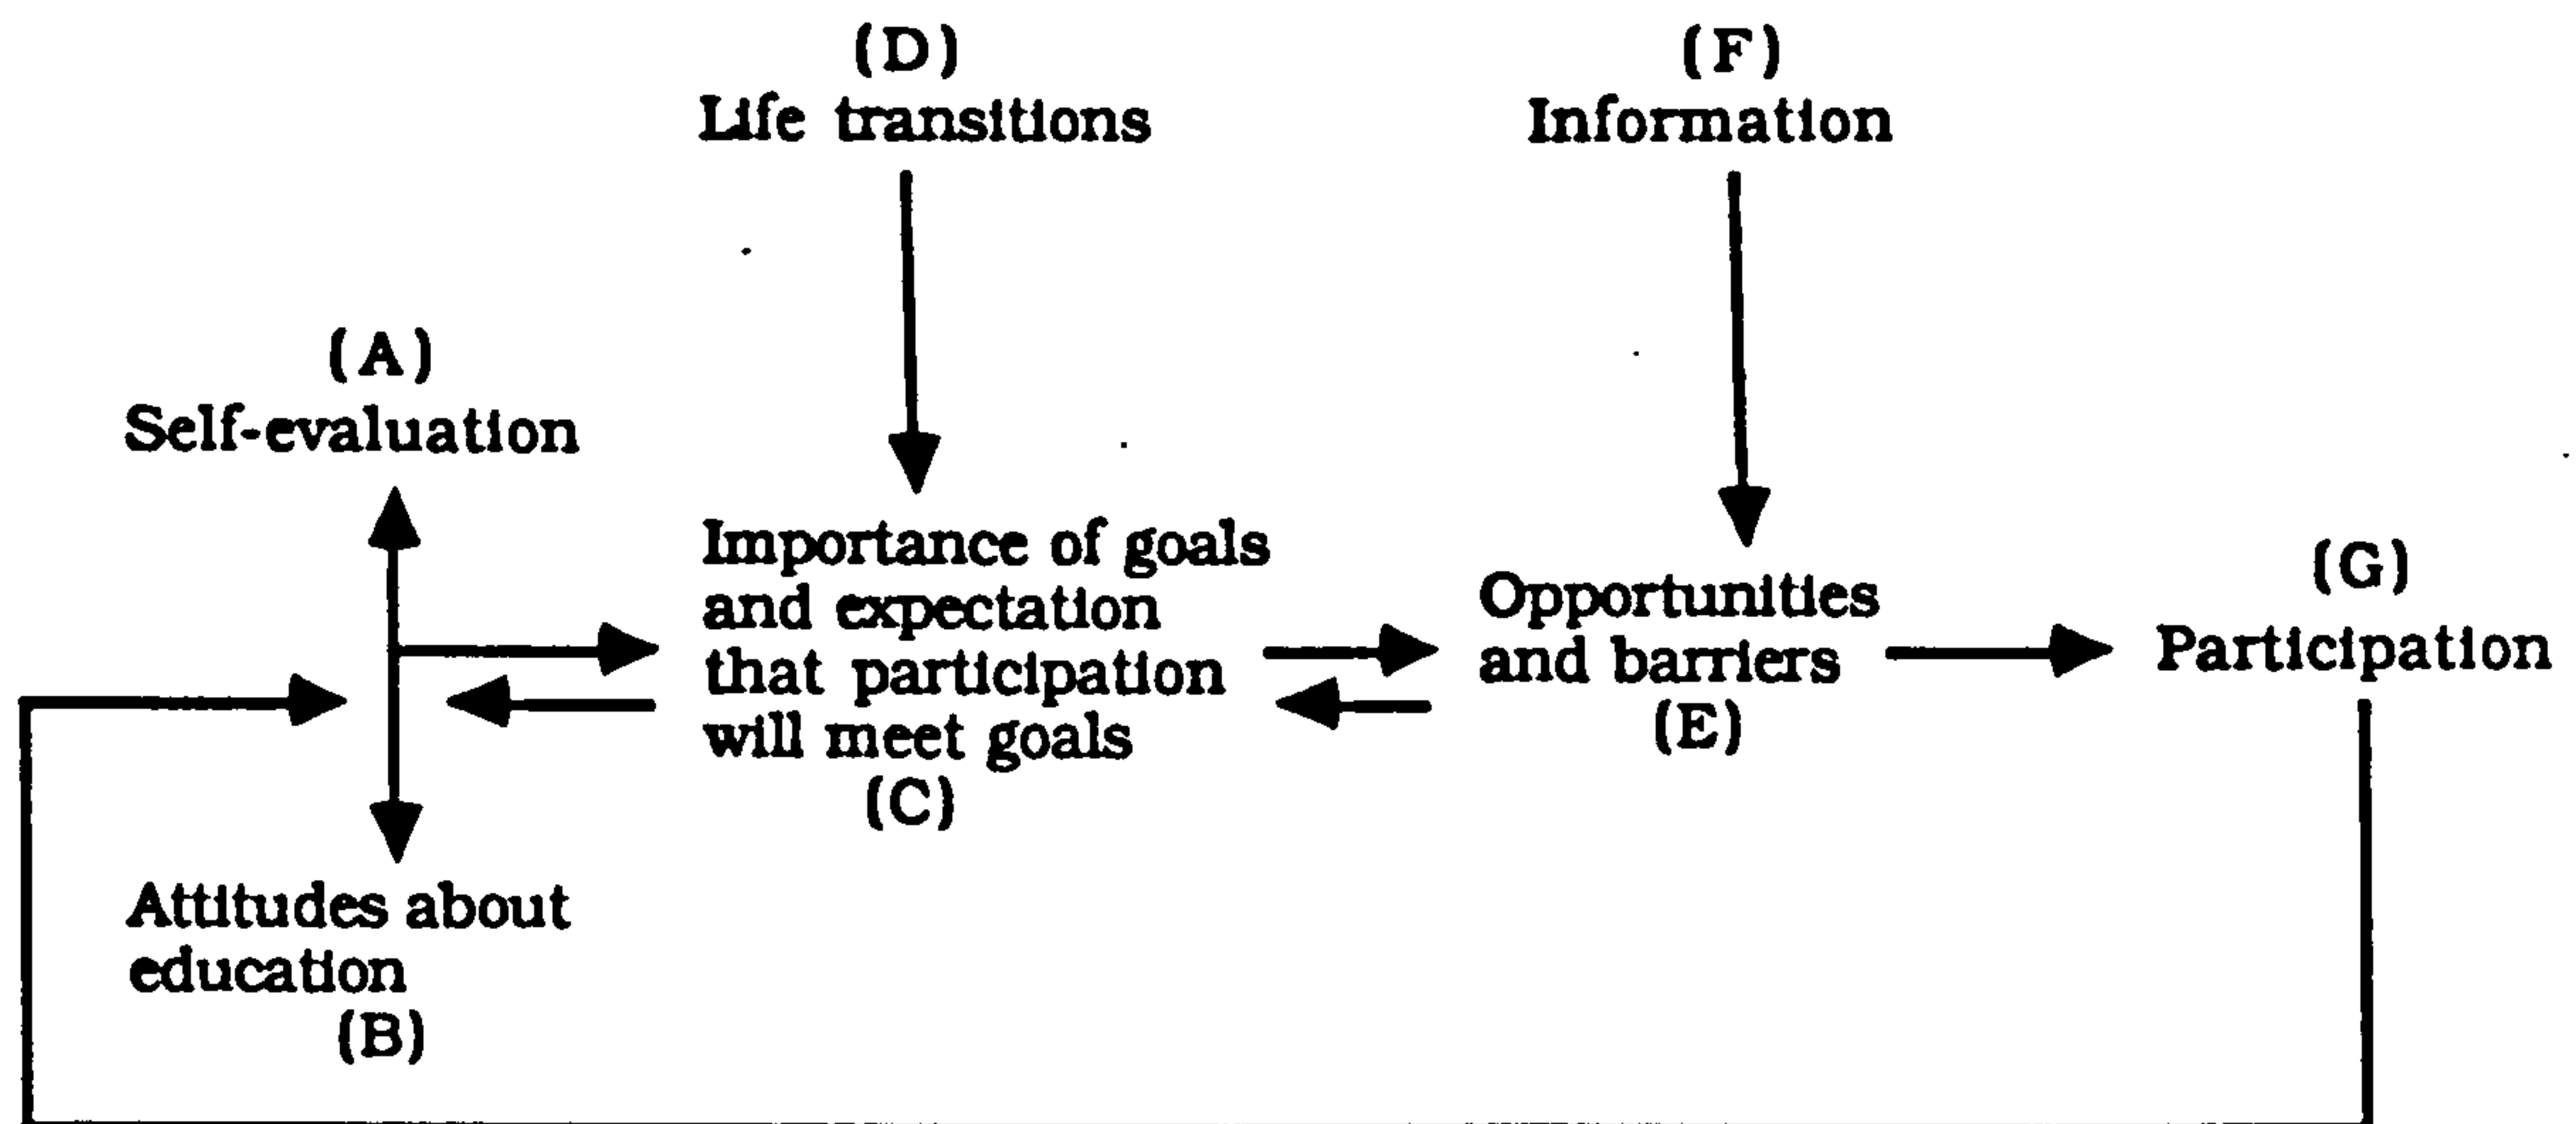 (D)
Life transitions
(F)
Information
(A)
Self-evaluation
Importance of goals
and expectation
that participation
will meet goals
(C)
Opportunities
and barriers
(E)
(G)
Participation
Attitudes about
education
(B)